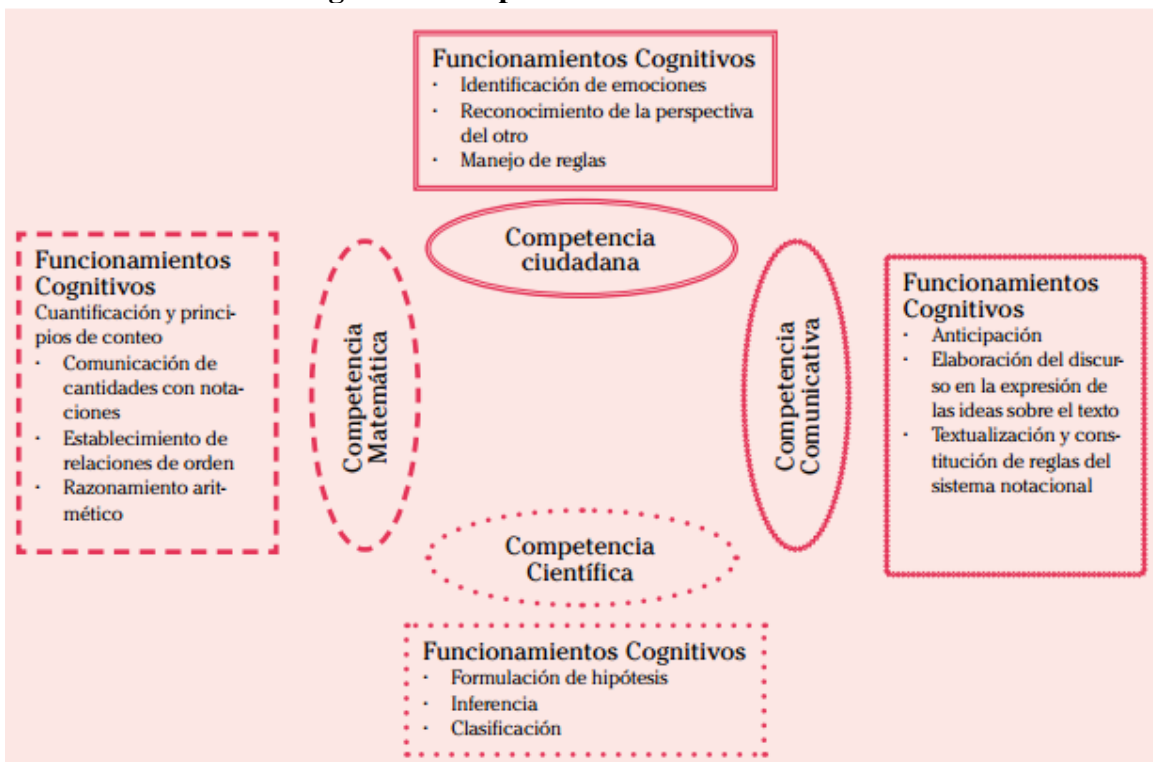 Funcionamientos Cognitivos
· Identificación de emociones
· Reconocimiento de la perspectiva
del otro
· Manejo de reglas
Competencia
ciudadana
Funcionamientos
Cognitivos
Cuantificación y princi-
pios de conteo
· Comunicación de
cantidades con nota-
ciones
· Establecimiento de
relaciones de orden
· Razonamiento arit-
mético
Competencia
Matemática
Competencia
Comunicativa
Funcionamientos
Cognitivos
· Anticipación
· Elaboración del discur-
so en la expresión de
las ideas sobre el texto
· Textualización y cons-
titución de reglas del
sistema notacional
Competencia
Científica
Funcionamientos Cognitivos
· Formulación de hipótesis
· Inferencia
· Clasificación